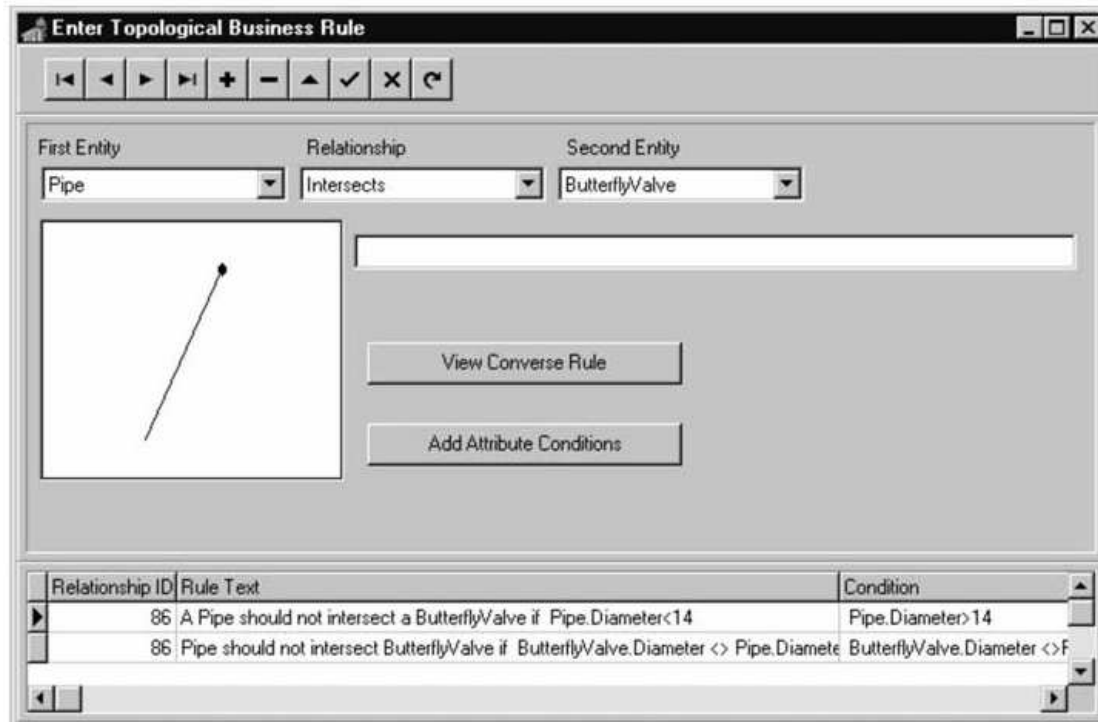 Enter Topological Business Rule
First Entity Relationship Second Entity
Pipe Intersects ButterflyValve
View Converse Rule
Add Attribute Conditions
Relationship ID Rule Text Condition
86 A Pipe should not intersect a ButterflyValve if Pipe.Diameter<14 Pipe.Diameter>14
86 Pipe should not intersect ButterflyValve if ButterflyValve.Diameter <> Pipe.Diamete ButterflyValve.Diameter <>F